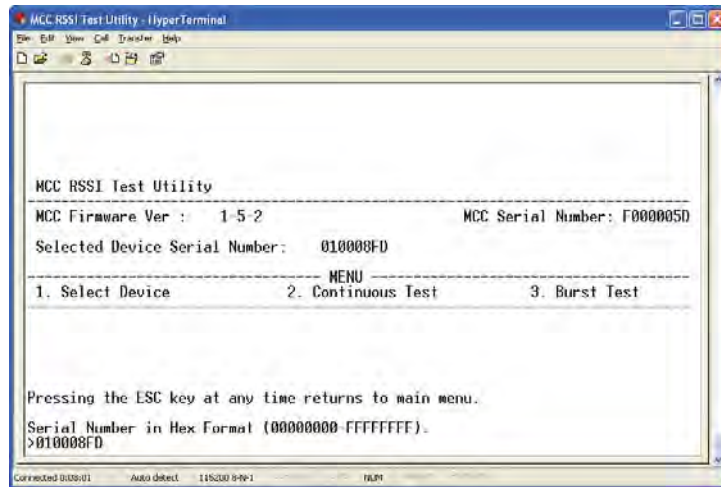 MCC RSSI Test Utility - HyperTerminal
File Edit View Call Transfer Help
MCC RSSI Test Utility
MCC Firmware Ver : 1-5-2 MCC Serial Number: F000005D
Selected Device Serial Number: 010008FD
MENU
1. Select Device 2. Continuous Test 3. Burst Test
Pressing the ESC key at any time returns to main menu.
Serial Number in Hex Format (00000000-FFFFFFFF).
>010008FD
Connected Auto detect 115200 8-N-1 NUM